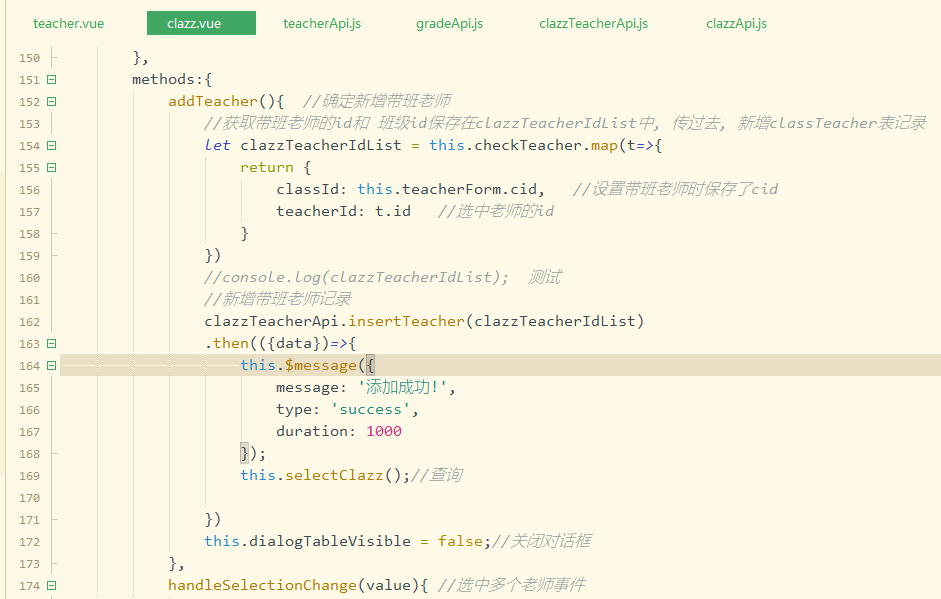 teacher.vue clazz.vue teacherApi.js gradeApi.js clazzTeacherApi.js clazzApi.js
150 },
151 methods:{
152 addTeacher(){ //确定新增带班老师
153 //获取带班老师的id和 班级id保存在clazzTeacherIdList中, 传过去, 新增classTeacher表记录
154 let clazzTeacherIdList = this.checkTeacher.map(t=>{
155 return {
156 classId: this.teacherForm.cid, //设置带班老师时保存了cid
157 teacherId: t.id //选中老师的id
158 }
159 })
160 //console.log(clazzTeacherIdList); 测试
161 //新增带班老师记录
162 clazzTeacherApi.insertTeacher(clazzTeacherIdList)
163 .then(({data})=>{
164 this.$message({
165 message: '添加成功!',
166 type: 'success',
167 duration: 1000
168 });
169 this.selectClazz();//查询
170
171 })
172 this.dialogTableVisible = false;//关闭对话框
173 },
174 handleSelectionChange(value){ //选中多个老师事件